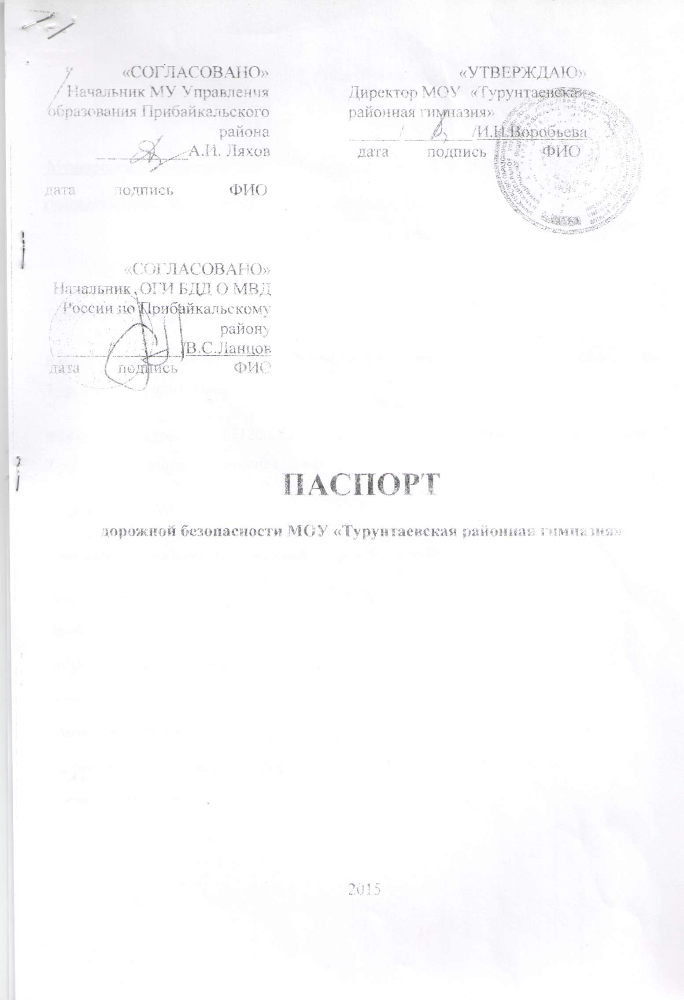 «СОГЛАСОВАНО»
Начальник МУ Управления
образования Прибайкальского
района
А.И. Ляхов
дата подпись ФИО
«УТВЕРЖДАЮ»
Директор МОУ «Турунтаевская
районная гимназия»
/ /И.Н.Воробьева
дата подпись ФИО
«СОГЛАСОВАНО»
Начальник ОГИ БДД О МВД
России по Прибайкальскому
району
/В.С.Ланцов
дата подпись ФИО
ПАСПОРТ
дорожной безопасности МОУ «Турунтаевская районная гимназия»
2015